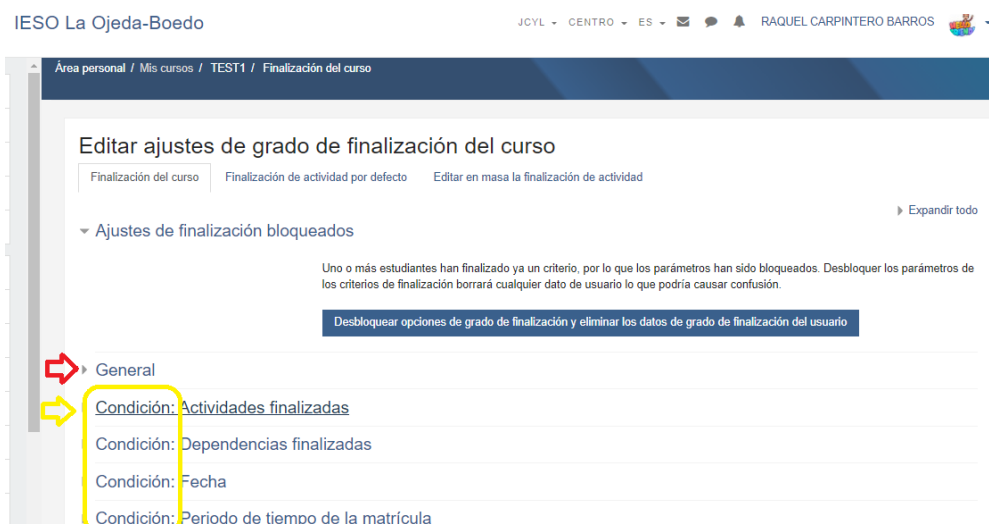 IESO La Ojeda-Boedo
JCYL CENTRO ES RAQUEL CARPINTERO BARROS
Área personal / Mis cursos / TEST1 / Finalización del curso
Editar ajustes de grado de finalización del curso
Finalización del curso Finalización de actividad por defecto Editar en masa la finalización de actividad
Expandir todo
Ajustes de finalización bloqueados
Uno o más estudiantes han finalizado ya un criterio, por lo que los parámetros han sido bloqueados. Desbloquer los parámetros de
los criterios de finalización borrará cualquier dato de usuario lo que podría causar confusión.
Desbloquear opciones de grado de finalización y eliminar los datos de grado de finalización del usuario
General
Condición: Actividades finalizadas
Condición: Dependencias finalizadas
Condición: Fecha
Condición: Periodo de tiempo de la matrícula